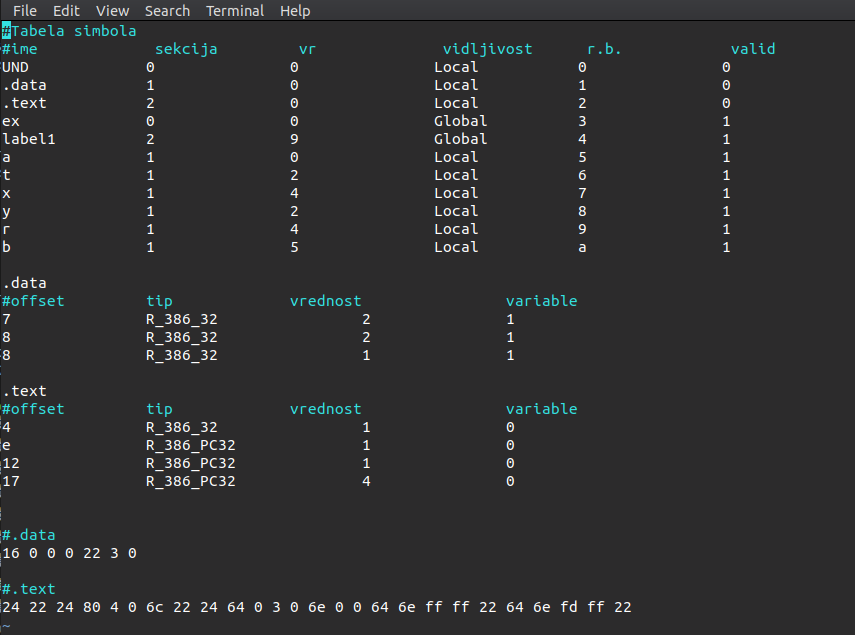 File Edit View Search Terminal Help
#Tabela simbola
#ime sekcija vr vidljivost r.b. valid
UND 0 0 Local 0 0
.data 1 0 Local 1 0
.text 2 0 Local 2 0
ex 0 0 Global 3 1
label1 2 9 Global 4 1
a 1 0 Local 5 1
t 1 2 Local 6 1
x 1 4 Local 7 1
y 1 2 Local 8 1
r 1 4 Local 9 1
b 1 5 Local a 1
.data
#offset tip vrednost variable
7 R_386_32 2 1
8 R_386_32 2 1
8 R_386_32 1 1
.text
#offset tip vrednost variable
4 R_386_32 1 0
e R_386_PC32 1 0
12 R_386_PC32 1 0
17 R_386_PC32 4 0
#.data
16 0 0 0 22 3 0
#.text
24 22 24 80 4 0 6c 22 24 64 0 3 0 6e 0 0 64 6e ff ff 22 64 6e fd ff 22
~